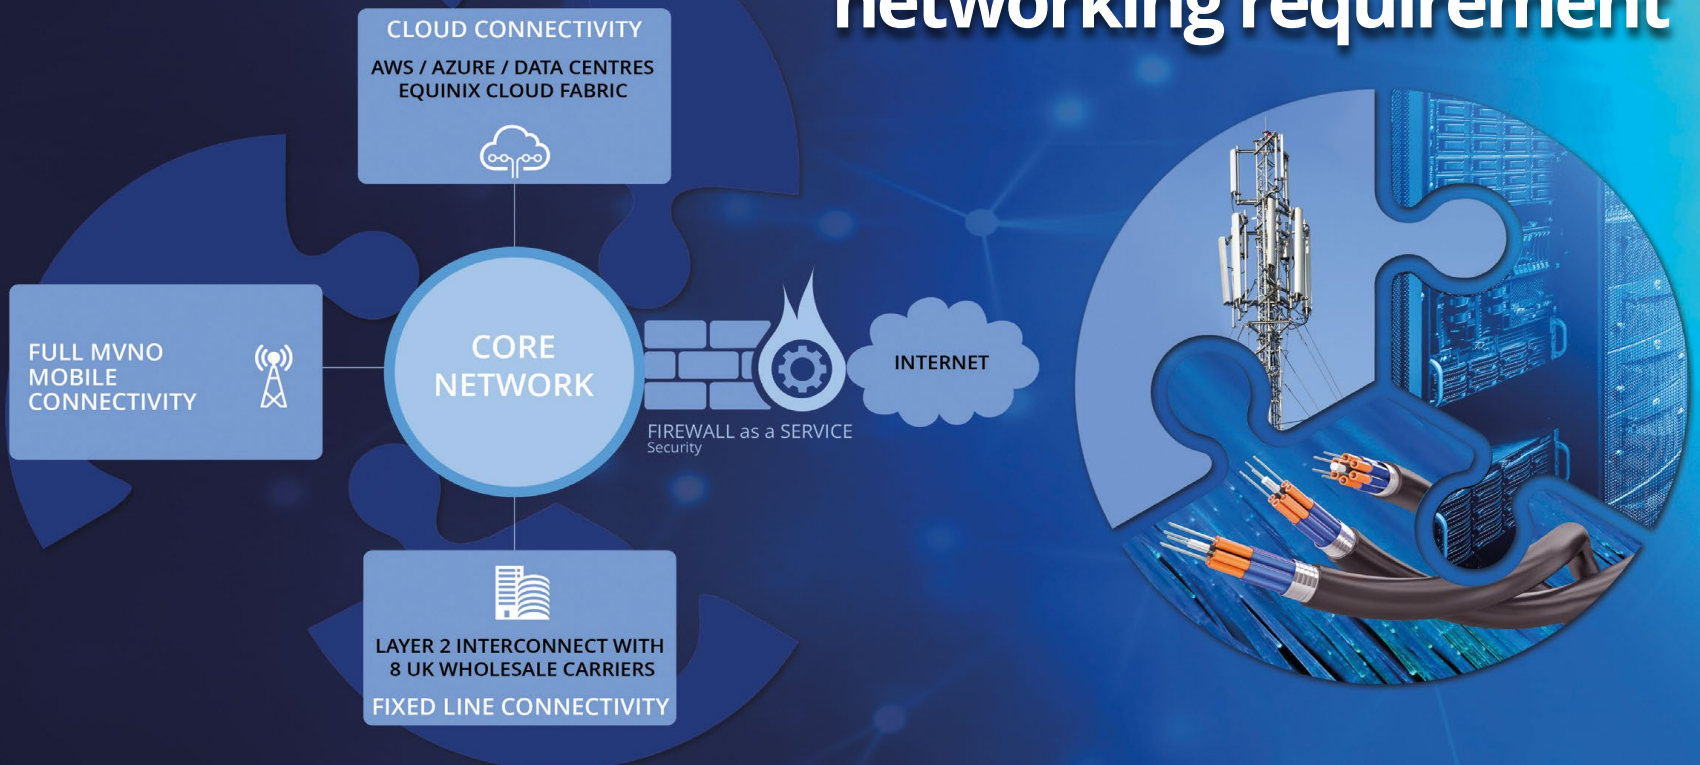 networking requirement
CLOUD CONNECTIVITY
AWS / AZURE / DATA CENTRES
EQUINIX CLOUD FABRIC
FULL MVNO
MOBILE
CONNECTIVITY
CORE
NETWORK
INTERNET
FIREWALL as a SERVICE
Security
LAYER 2 INTERCONNECT WITH
8 UK WHOLESALE CARRIERS
FIXED LINE CONNECTIVITY